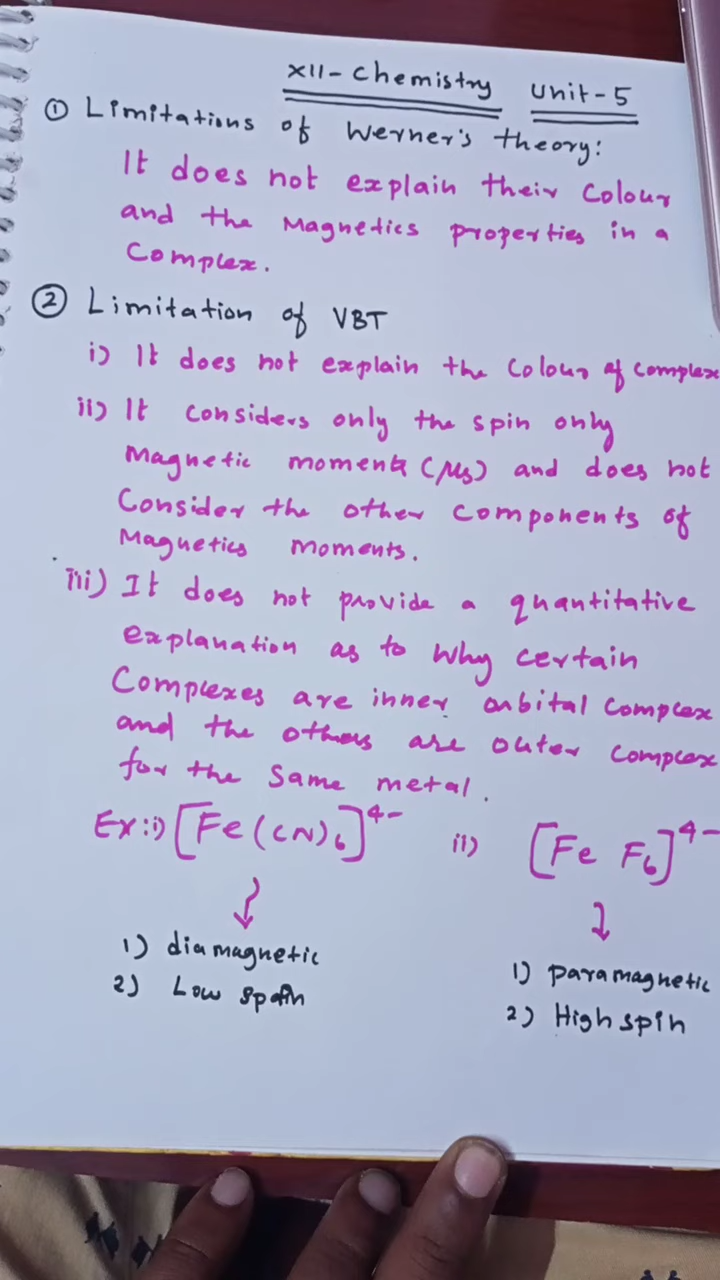 XII - Chemistry Unit - 5
① Limitations of Werner's theory:
It does not explain their colour
and the Magnetics properties in a
Complex.
② Limitation of VBT
i) It does not explain the colour of complex
ii) It considers only the spin only
Magnetic moments (μs) and does not
Consider the other components of
Magnetics moments.
iii) It does not provide a quantitative
explanation as to why certain
Complexes are inner orbital complex
and the others are outer complex
for the same metal.
Ex: i) [Fe(CN)₆]⁴⁻ ii) [Fe F₆]⁴⁻
1) diamagnetic 1) paramagnetic
2) Low spin 2) High spin